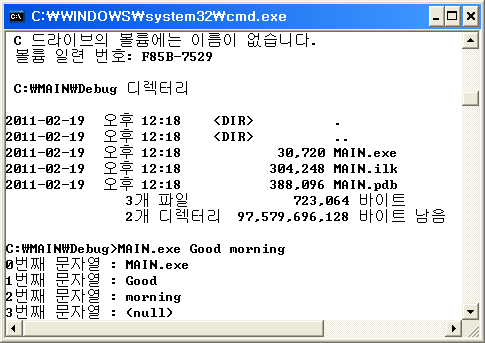 C:₩WINDOWS₩system32₩cmd.exe
C 드라이브의 볼륨에는 이름이 없습니다.
볼륨 일련 번호: F85B-7529
C:₩MAIN₩Debug 디렉터리
2011-02-19 오후 12:18 <DIR> .
2011-02-19 오후 12:18 <DIR> ..
2011-02-19 오후 12:18 30,720 MAIN.exe
2011-02-19 오후 12:18 304,248 MAIN.ilk
2011-02-19 오후 12:18 388,096 MAIN.pdb
3개 파일 723,064 바이트
2개 디렉터리 97,579,696,128 바이트 남음
C:₩MAIN₩Debug>MAIN.exe Good morning
0번째 문자열 : MAIN.exe
1번째 문자열 : Good
2번째 문자열 : morning
3번째 문자열 : (null)